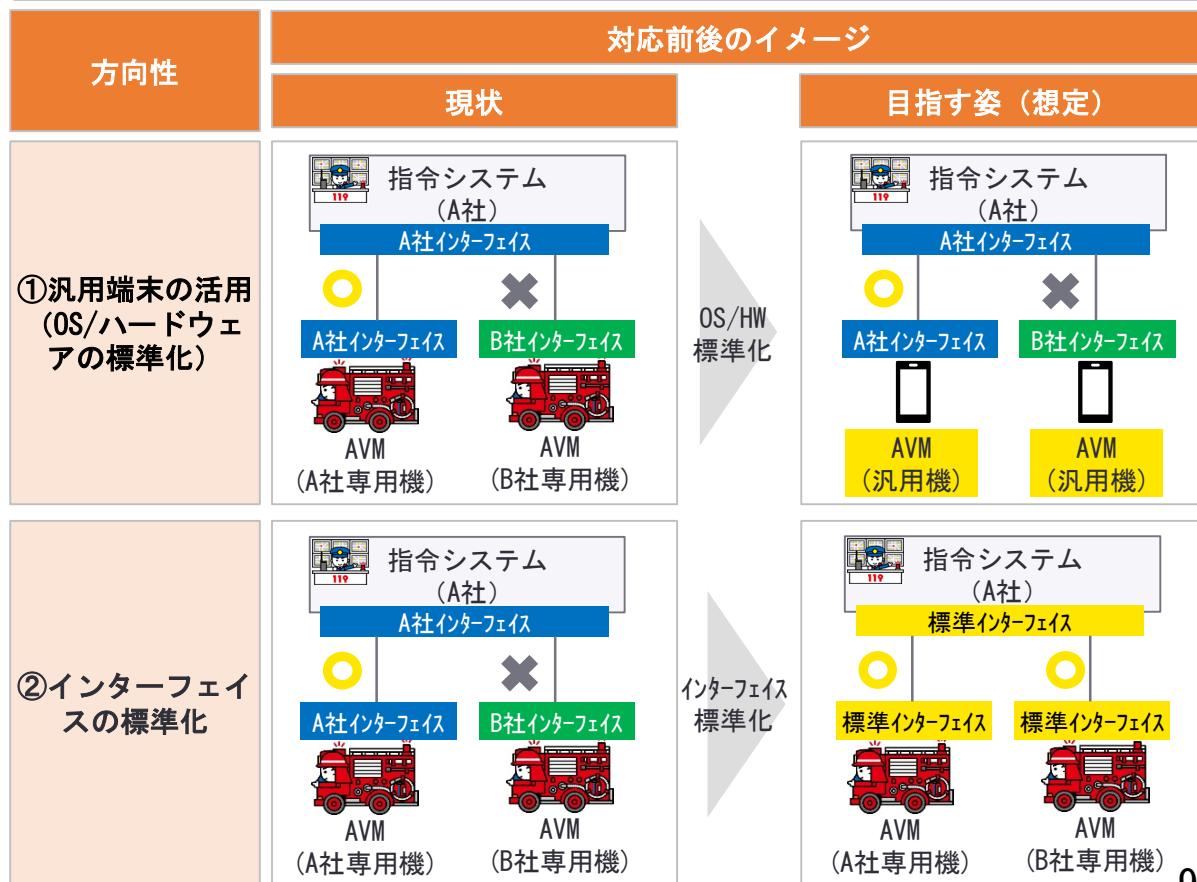 方向性
対応前後のイメージ
現状
目指す姿（想定）
①汎用端末の活用
（OS/ハードウェ
アの標準化）
119
指令システム
（A社）
A社インターフェイス
A社インターフェイス
B社インターフェイス
AVM
（A社専用機）
AVM
（B社専用機）
OS/HW
標準化
119
指令システム
（A社）
A社インターフェイス
A社インターフェイス
B社インターフェイス
AVM
（汎用機）
AVM
（汎用機）
②インターフェイ
スの標準化
119
指令システム
（A社）
A社インターフェイス
A社インターフェイス
B社インターフェイス
AVM
（A社専用機）
AVM
（B社専用機）
インターフェイス
標準化
119
指令システム
（A社）
標準インターフェイス
標準インターフェイス
標準インターフェイス
AVM
（A社専用機）
AVM
（B社専用機）